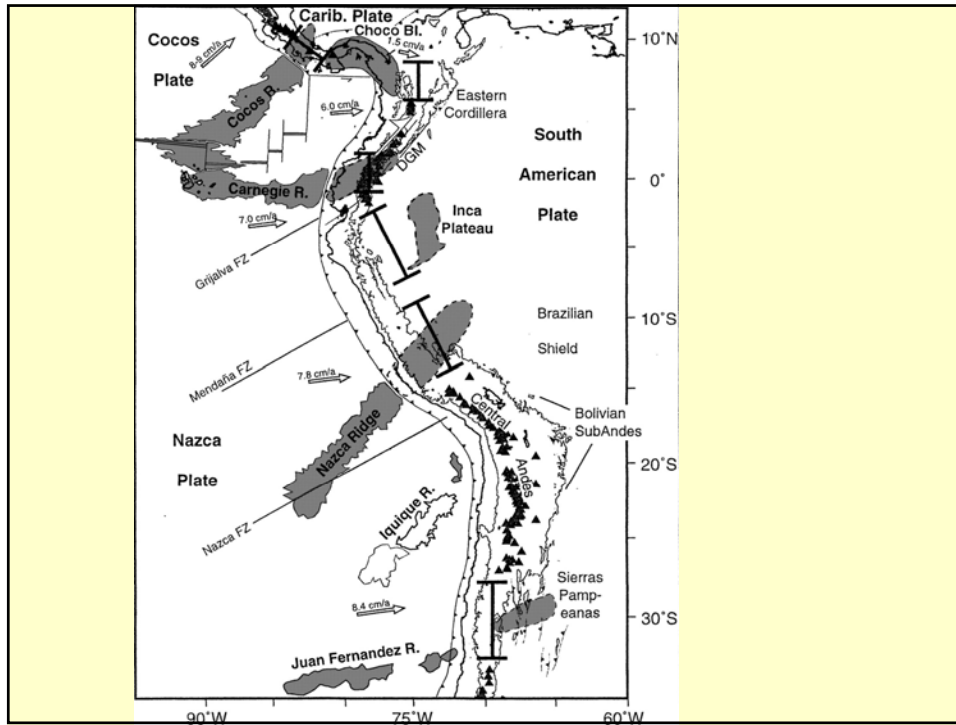 Carib. Plate
Cocos
Plate
8-9 cm/a
Choco Bl.
1.5 cm/a
10˚N
Cocos R.
6.0 cm/a
Eastern
Cordillera
DGM
South
American
Plate
0˚
Carnegie R.
7.0 cm/a
Inca
Plateau
Grijalva FZ
10˚S
Brazilian
Shield
Mendaña FZ
7.8 cm/a
Nazca Ridge
Central
Andes
Bolivian
SubAndes
Nazca
Plate
20˚S
Nazca FZ
Iquique R.
8.4 cm/a
Sierras
Pamp-
eanas
30˚S
Juan Fernandez R.
90˚W
75˚W
60˚W